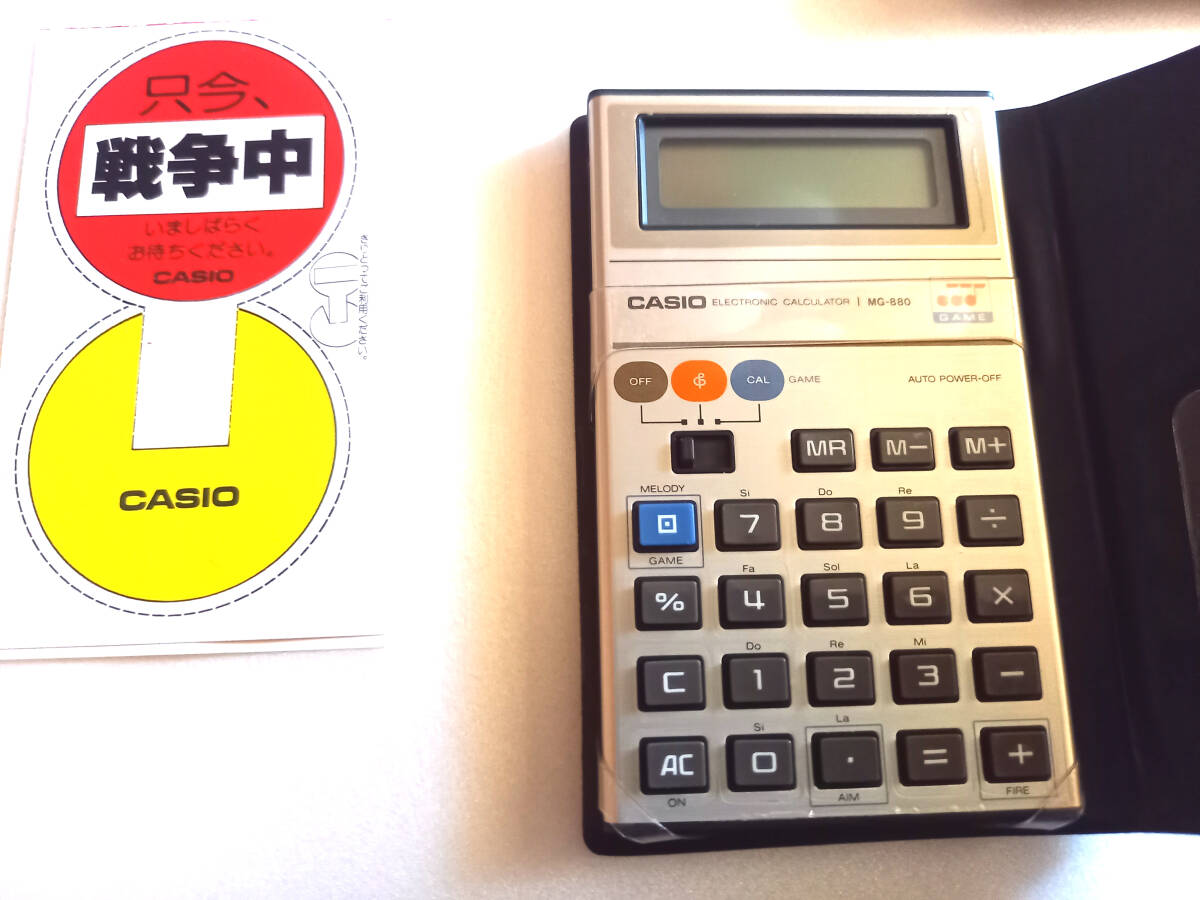 只今、
戦争中
いましばらく
お待ちください。
CASIO
CASIO
CASIO ELECTRONIC CALCULATOR | MG-880
GAME
OFF
CAL
GAME
AUTO POWER-OFF
MR M− M+
MELODY Si Do Re
7 8 9 ÷
GAME Fa Sol La
% 4 5 6 ×
Do Re Mi
C 1 2 3 −
Si La
AC 0 . = +
ON AIM FIRE